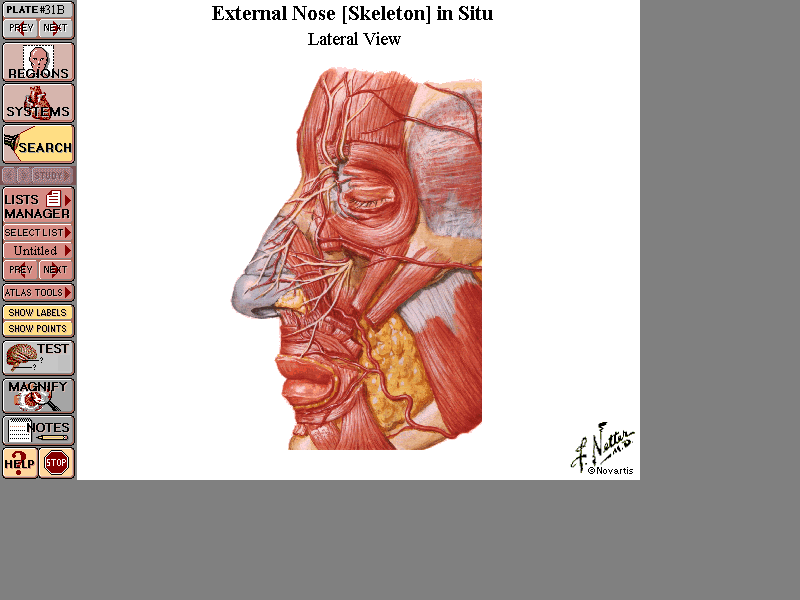 PLATE#31B
PREV NEXT
REGIONS
SYSTEMS
SEARCH
STUDY
LISTS
MANAGER
SELECT LIST
Untitled
PREV NEXT
ATLAS TOOLS
SHOW LABELS
SHOW POINTS
TEST
?
?
MAGNIFY
NOTES
HELP
?
STOP
External Nose [Skeleton] in Situ
Lateral View
F. Netter
M.D.
©Novartis